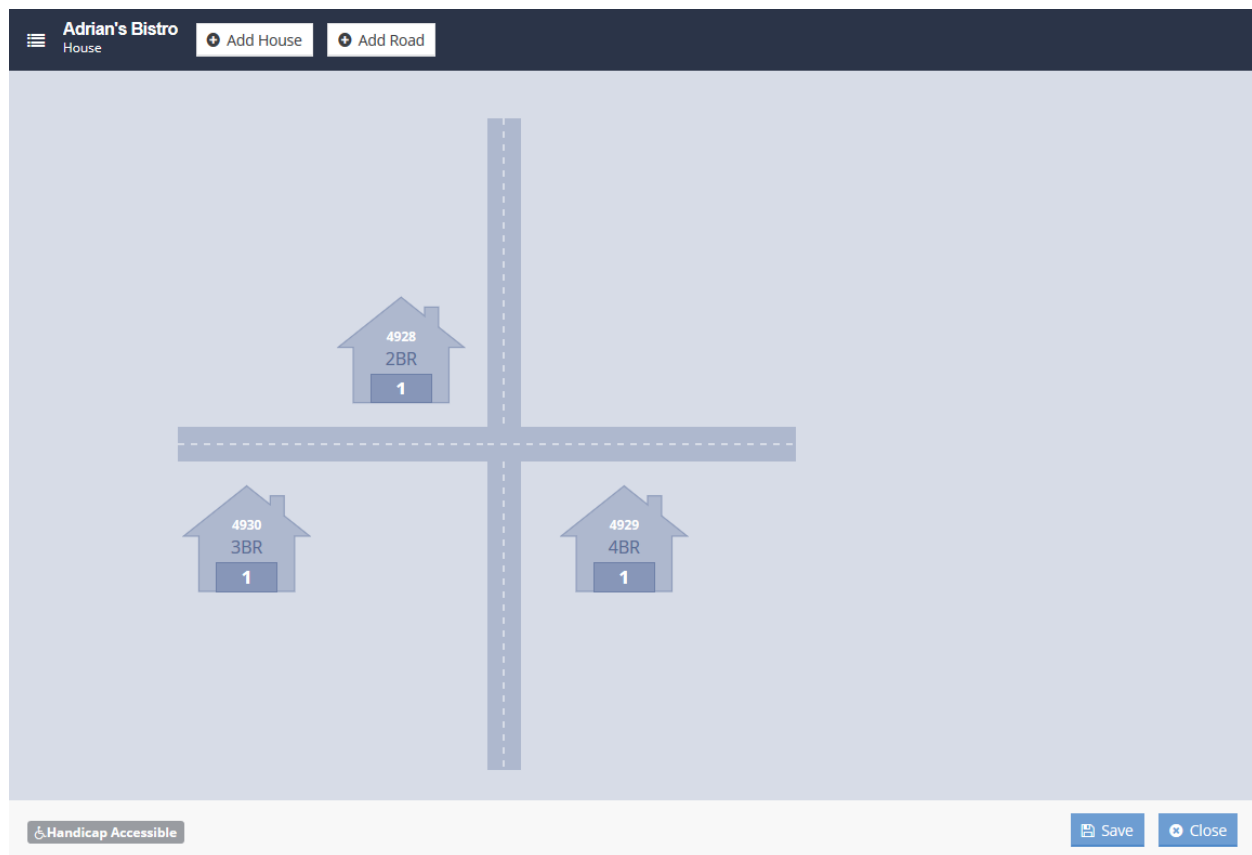 Adrian's Bistro
House
Add House
Add Road
4928
2BR
1
4930
3BR
1
4929
4BR
1
Handicap Accessible
Save
Close